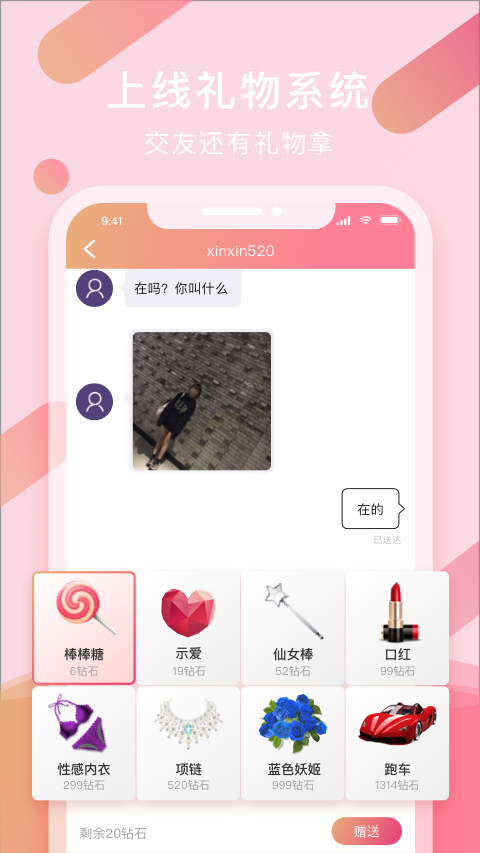 上线礼物系统
交友还有礼物拿
9:41
xinxin520
在吗？你叫什么
在的
已送达
棒棒糖
6钻石
示爱
19钻石
仙女棒
52钻石
口红
99钻石
性感内衣
299钻石
项链
520钻石
蓝色妖姬
999钻石
跑车
1314钻石
剩余20钻石
赠送